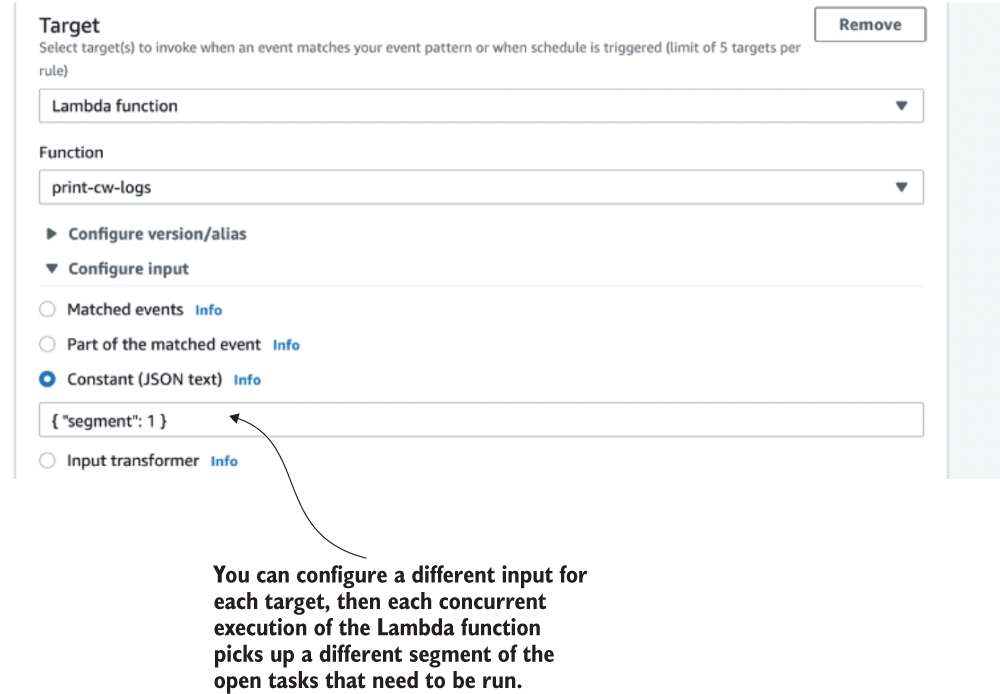 Target
Remove
Select target(s) to invoke when an event matches your event pattern or when schedule is triggered (limit of 5 targets per
rule)
Lambda function
Function
print-cw-logs
Configure version/alias
Configure input
Matched events Info
Part of the matched event Info
Constant (JSON text) Info
{ "segment": 1 }
Input transformer Info
You can configure a different input for
each target, then each concurrent
execution of the Lambda function
picks up a different segment of the
open tasks that need to be run.